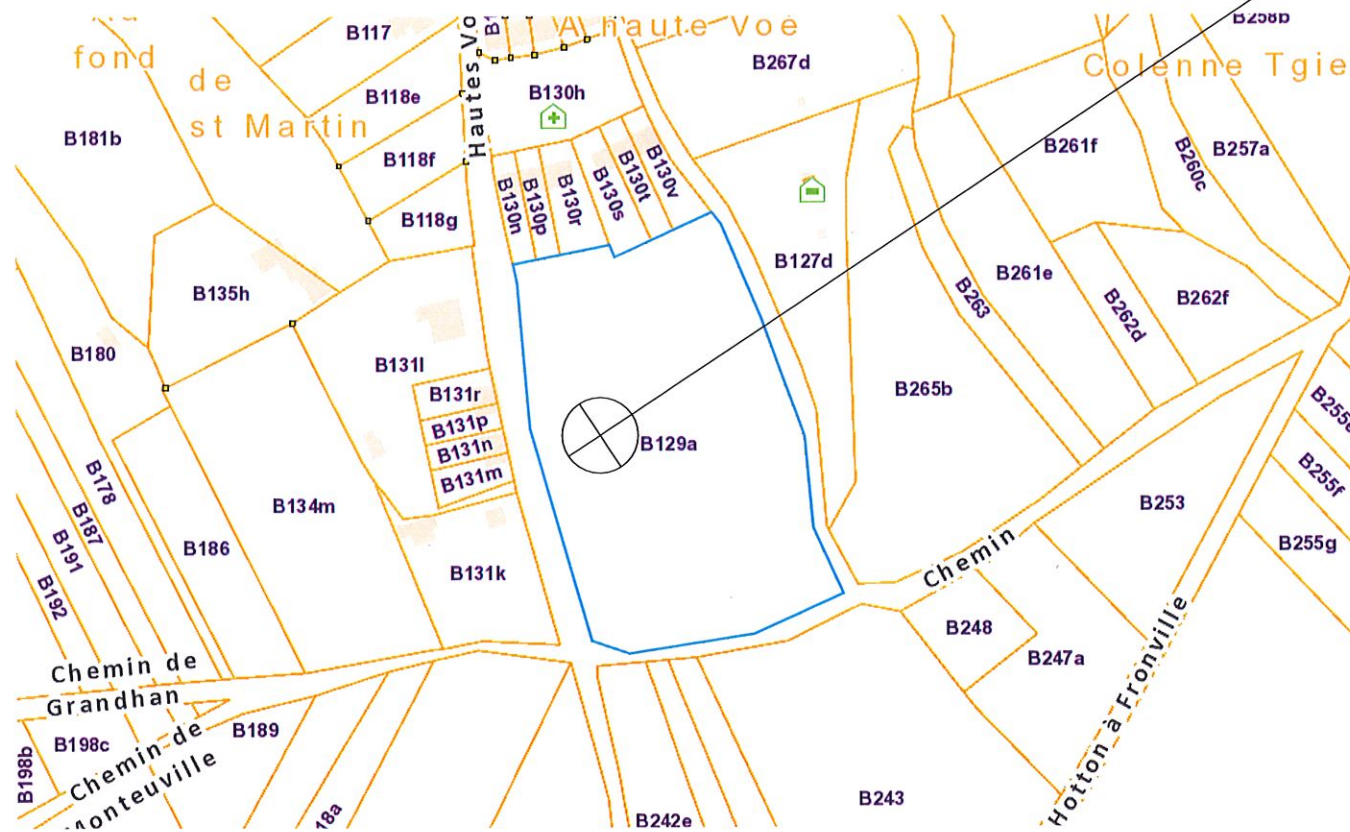 fond
de
st Martin
A haute Voe
Colenne Tgie
Hautes Vo
B117
B118e
B118f
B118g
B181b
B135h
B180
B130h
B130n
B130p
B130r
B130s
B130t
B130v
B267d
B258b
B261f
B260c
B257a
B127d
B263
B261e
B262d
B262f
B265b
B131l
B131r
B131p
B131n
B131m
B131k
B129a
B134m
B186
B178
B187
B191
B192
B253
B255f
B255g
B248
B247a
B243
B242e
Chemin
Hotton à Fronville
Chemin de
Grandhan
Chemin de
Monteuville
B189
B198c
B198b
18a